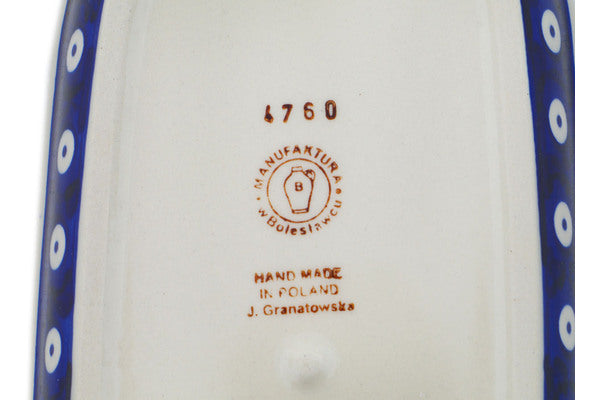 4760
MANUFAKTURA
B
w Bolesławcu
HAND MADE
IN POLAND
J. Granatowska